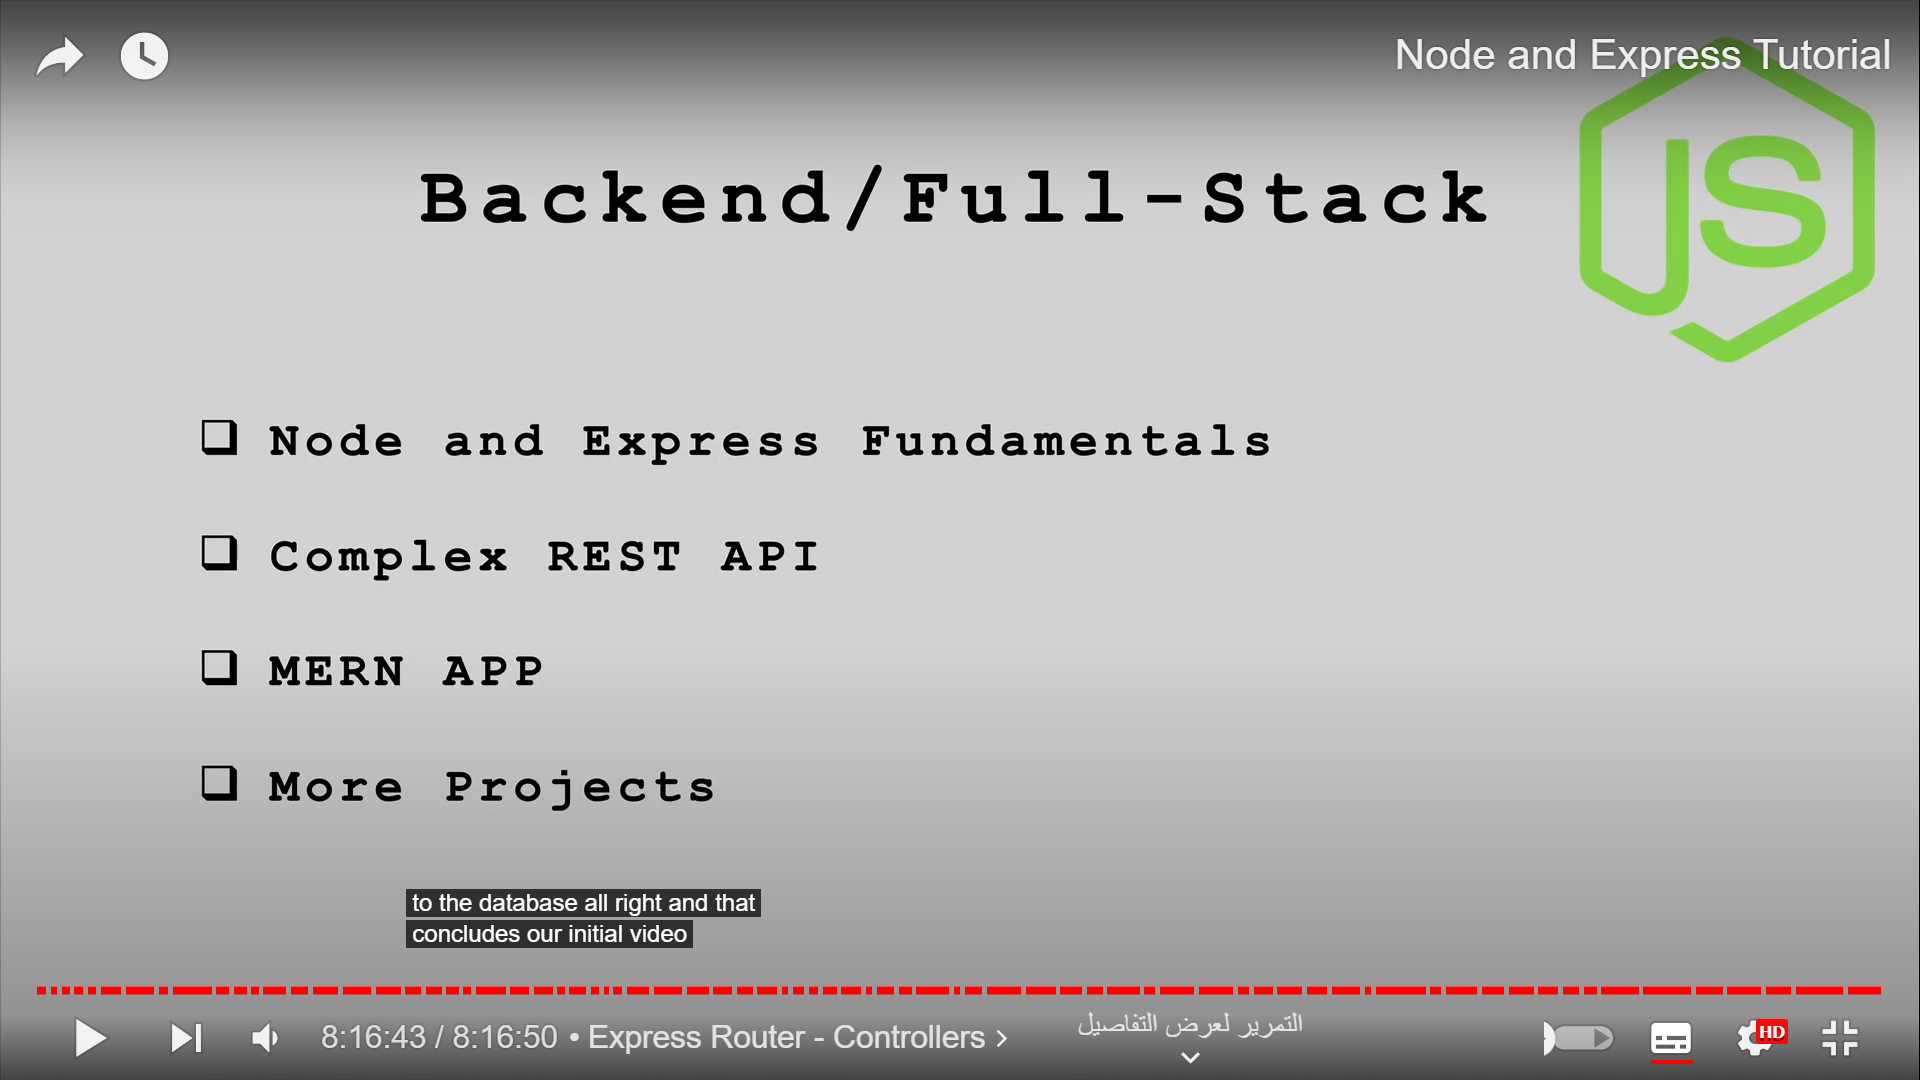 Node and Express Tutorial
JS
Backend/Full-Stack
❑ Node and Express Fundamentals
❑ Complex REST API
❑ MERN APP
❑ More Projects
to the database all right and that
concludes our initial video
8:16:43 / 8:16:50 • Express Router - Controllers ›
التمرير لعرض التفاصيل
HD